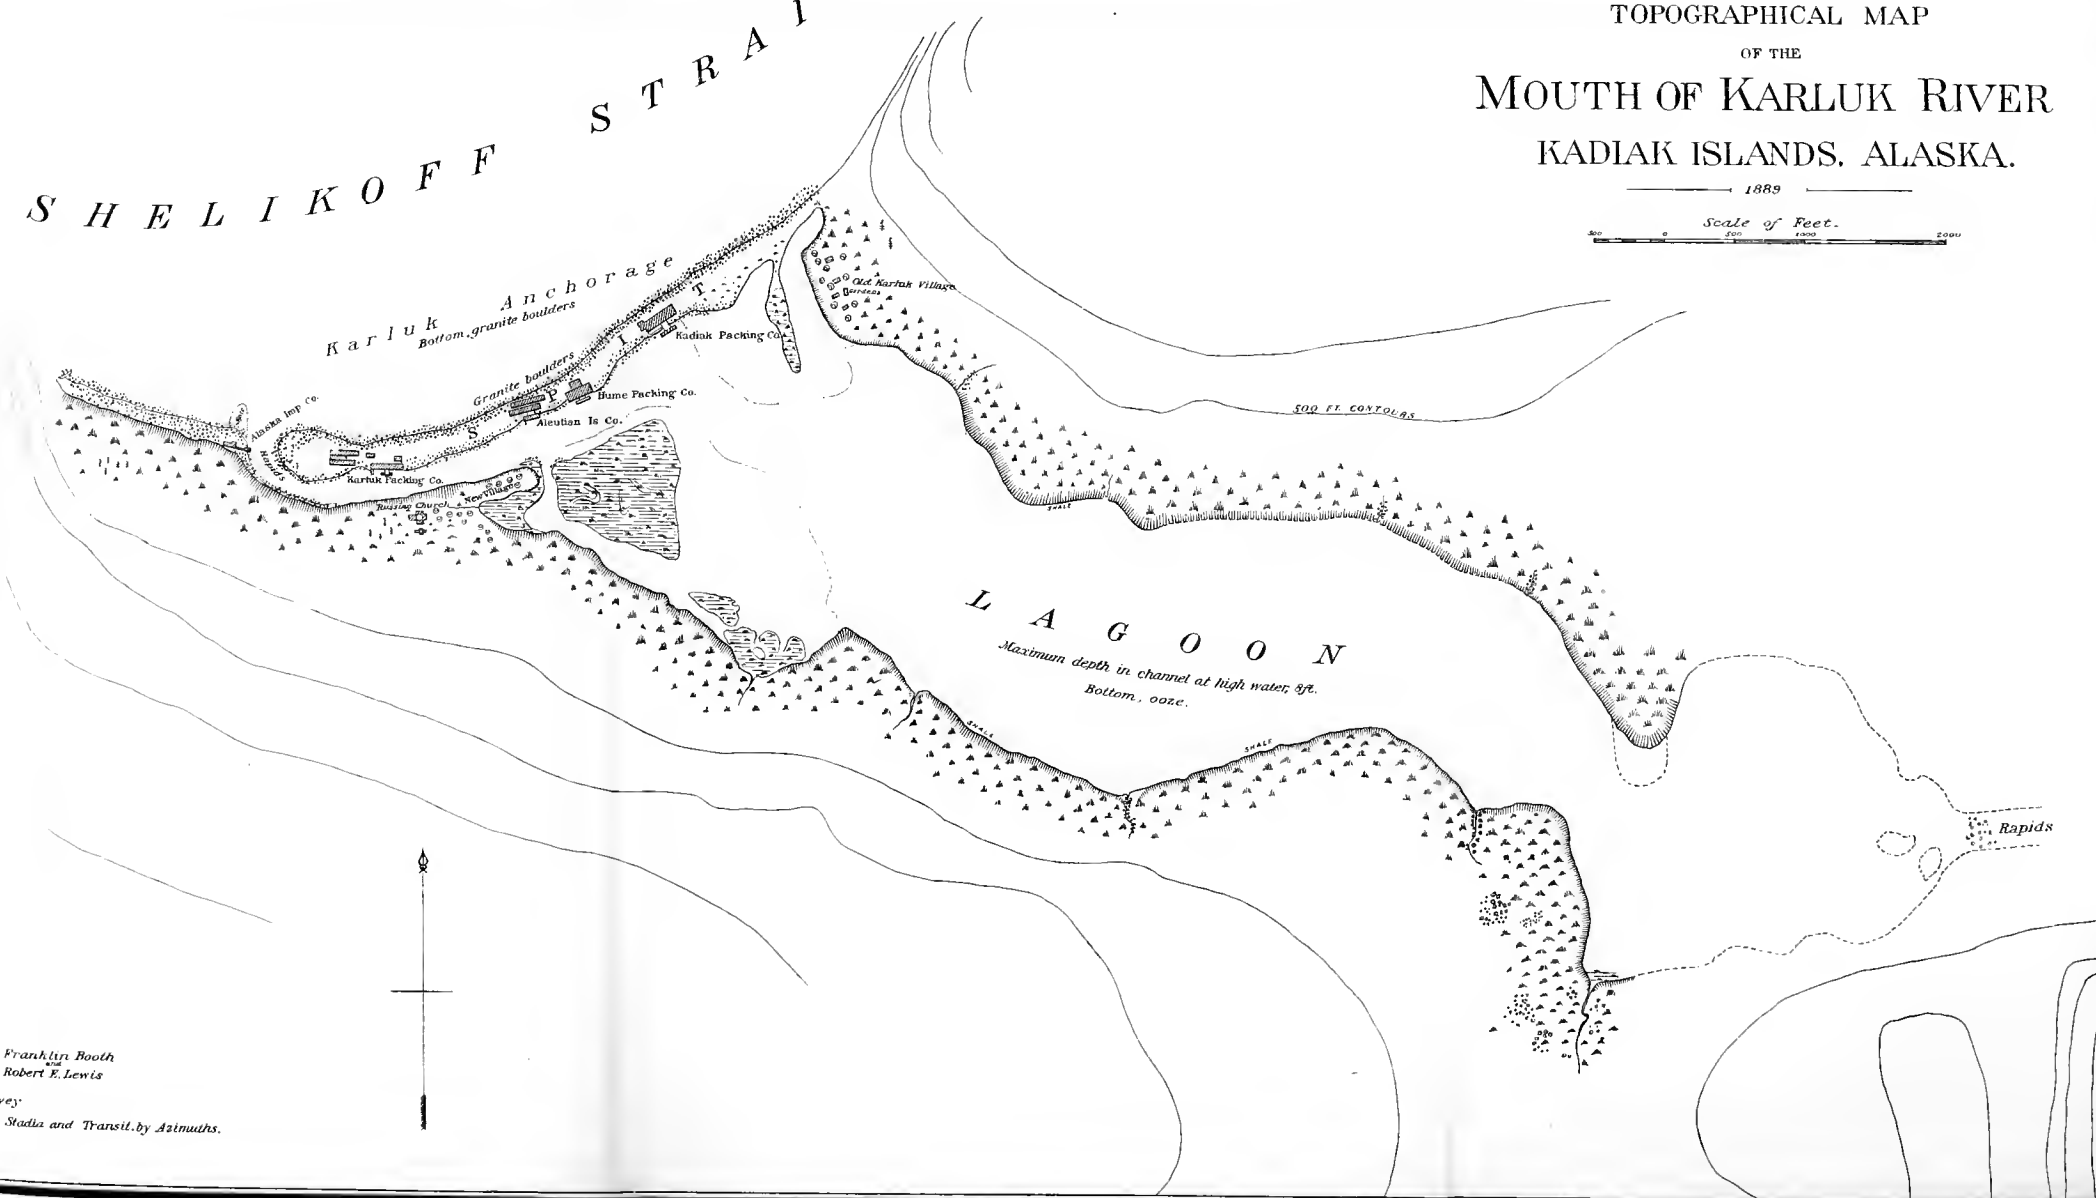 TOPOGRAPHICAL MAP
OF THE
MOUTH OF KARLUK RIVER
KADIAK ISLANDS, ALASKA.
1889
Scale of Feet.
500 0 500 1000 2000
SHELIKOFF STRAI
Karluk Anchorage
Bottom, granite boulders
Granite boulders
SPIT
Old Karluk Village
Gardens
Kadiak Packing Co.
Hume Packing Co.
Aleutian Is Co.
Alaska Imp Co.
Karluk Packing Co.
New Village
Russian Church
500 FT. CONTOURS
SHALE
LAGOON
Maximum depth in channel at high water, 8ft.
Bottom, ooze.
SHALE
SHALE
Rapids
Franklin Booth
and
Robert E. Lewis
vey
Stadia and Transit, by Azimuths.